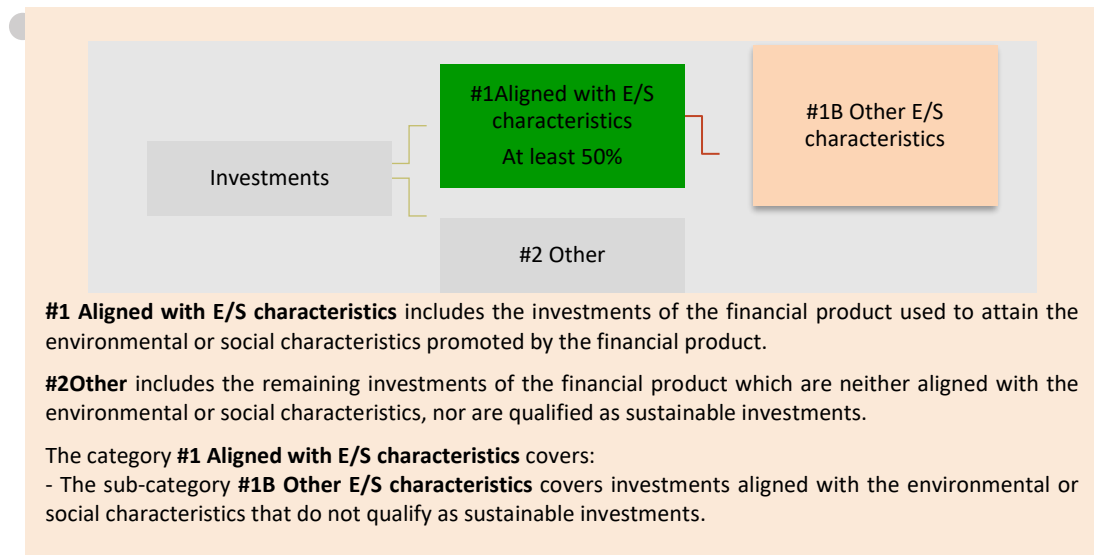 #1Aligned with E/S
characteristics
At least 50%
#1B Other E/S
characteristics
Investments
#2 Other
#1 Aligned with E/S characteristics includes the investments of the financial product used to attain the
environmental or social characteristics promoted by the financial product.
#2Other includes the remaining investments of the financial product which are neither aligned with the
environmental or social characteristics, nor are qualified as sustainable investments.
The category #1 Aligned with E/S characteristics covers:
- The sub-category #1B Other E/S characteristics covers investments aligned with the environmental or
social characteristics that do not qualify as sustainable investments.